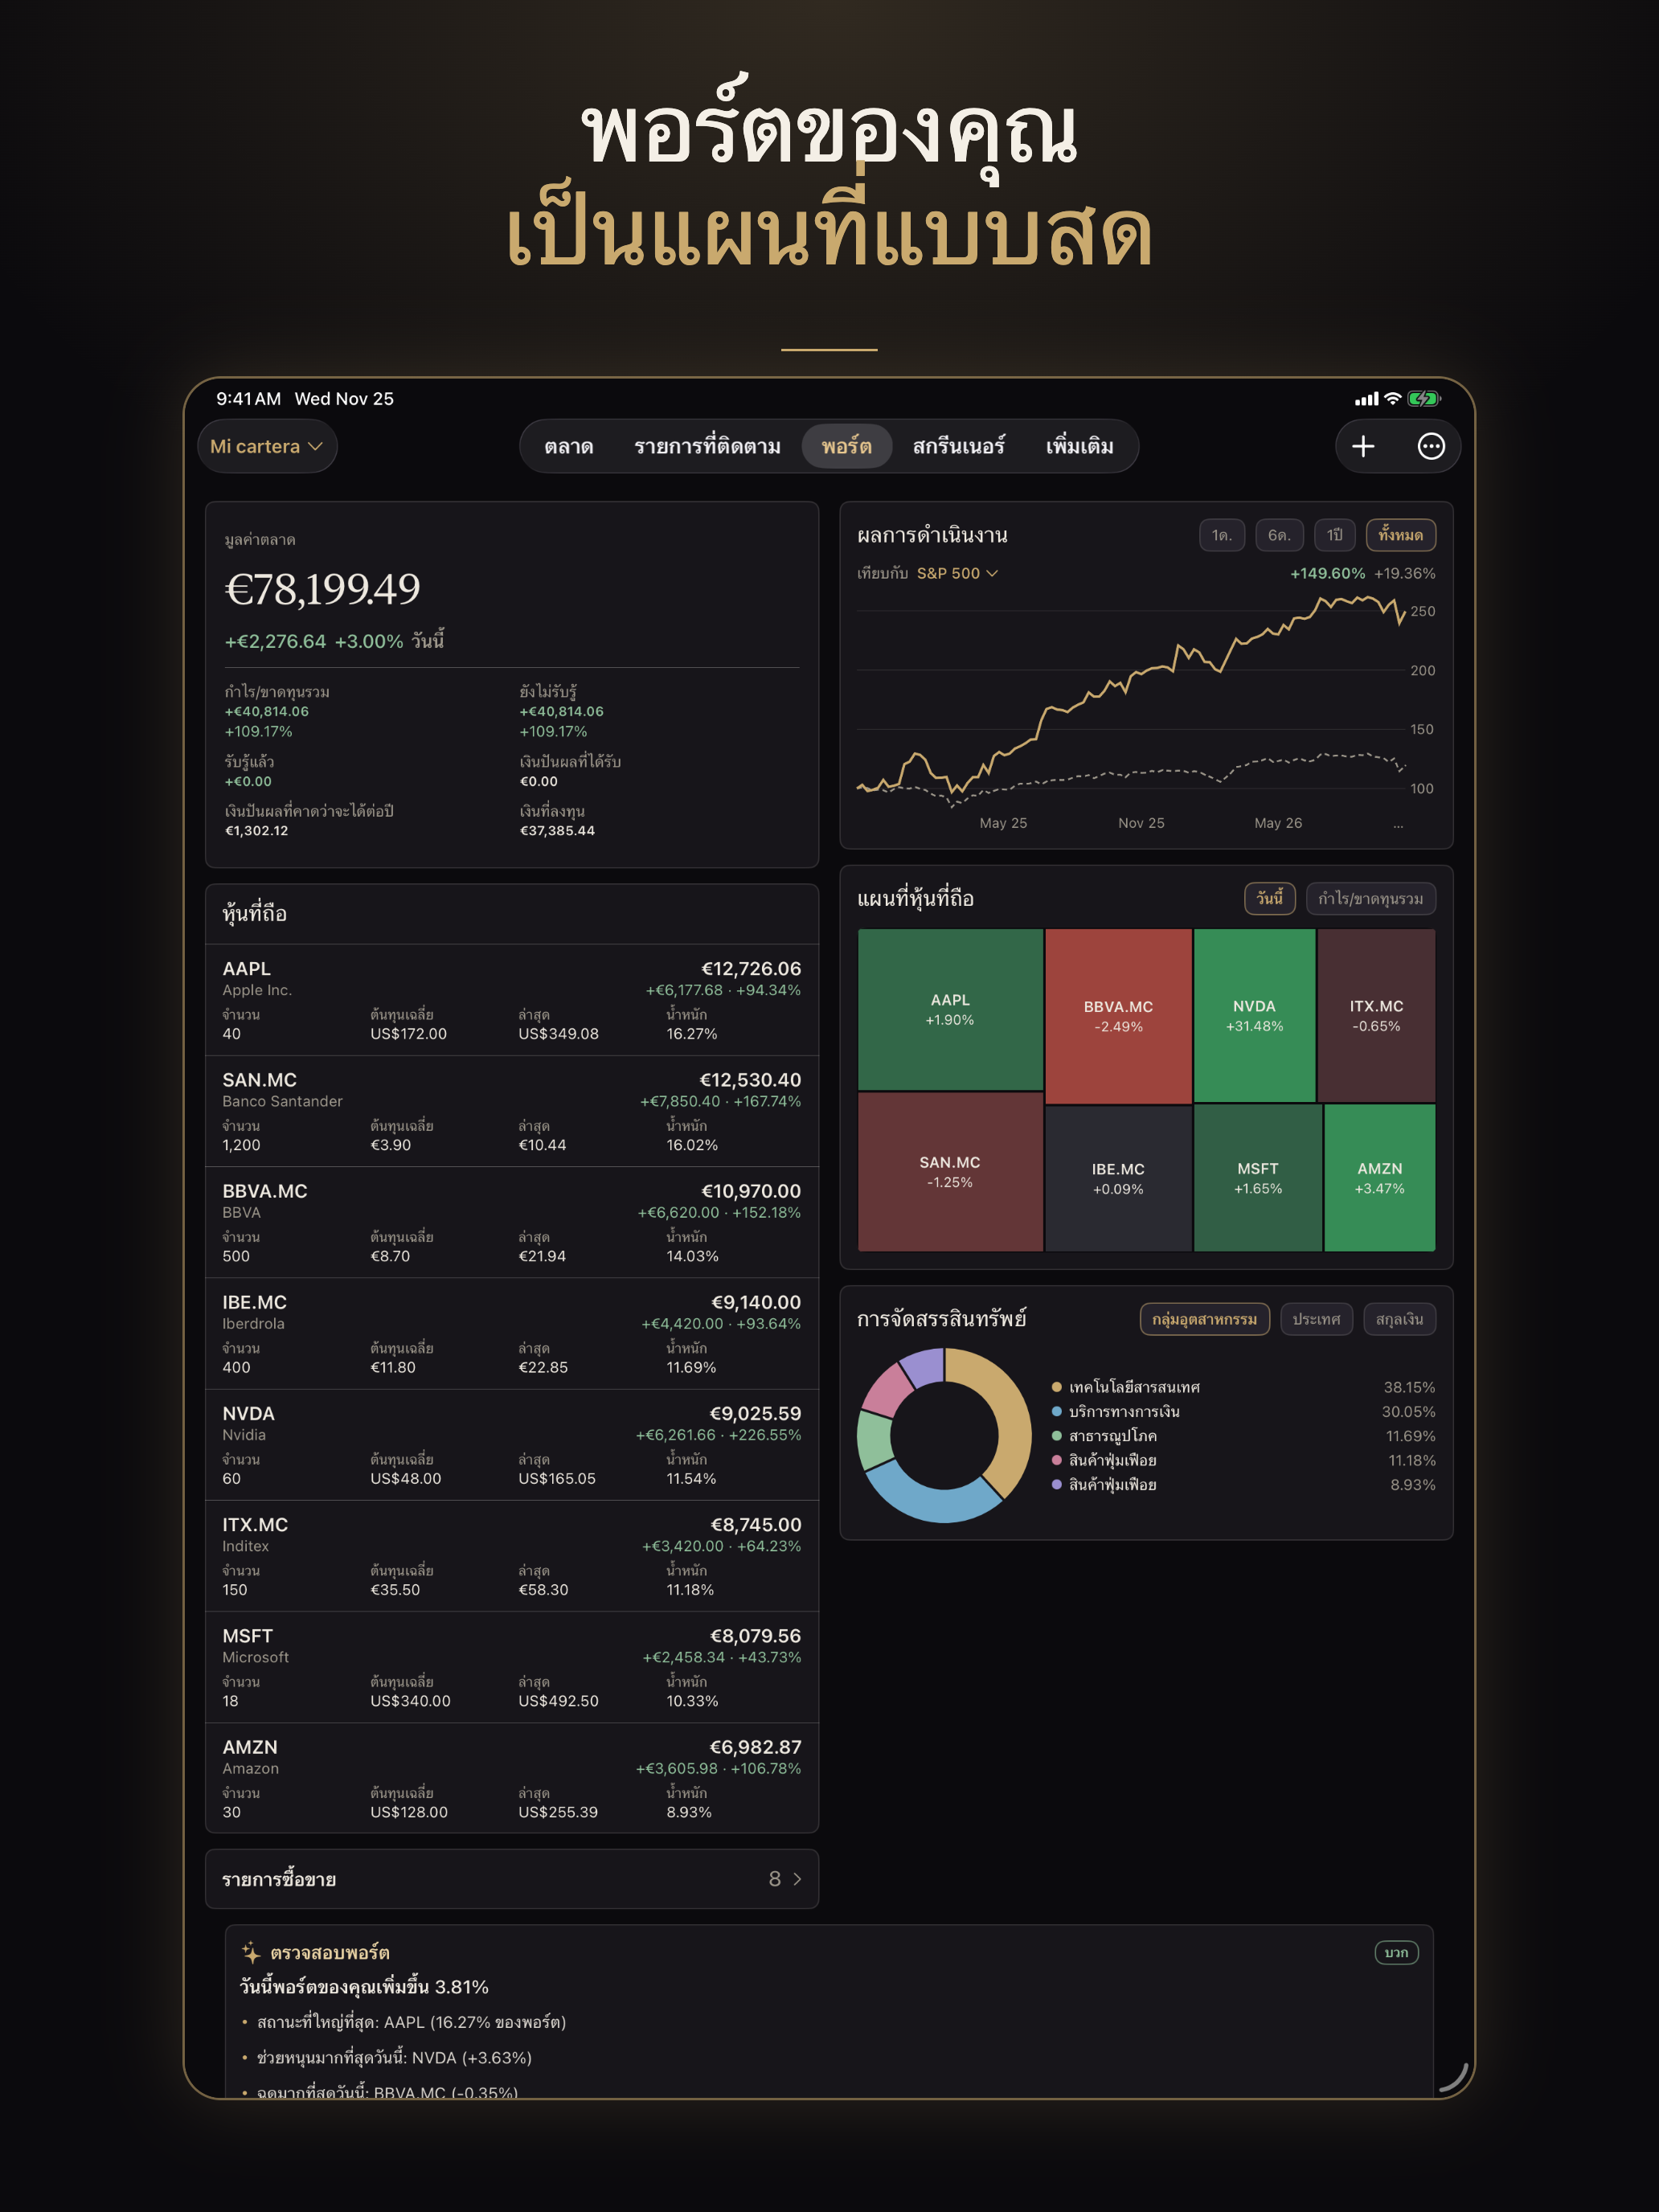 พอร์ตของคุณ
เป็นแผนที่แบบสด
9:41 AM Wed Nov 25
Mi cartera
ตลาด รายการที่ติดตาม พอร์ต สกรีนเนอร์ เพิ่มเติม
มูลค่าตลาด
€78,199.49
+€2,276.64 +3.00% วันนี้
กำไร/ขาดทุนรวม ยังไม่รับรู้
+€40,814.06 +€40,814.06
+109.17% +109.17%
รับรู้แล้ว เงินปันผลที่ได้รับ
+€0.00 €0.00
เงินปันผลที่คาดว่าจะได้ต่อปี เงินที่ลงทุน
€1,302.12 €37,385.44
หุ้นที่ถือ
AAPL €12,726.06
Apple Inc. +€6,177.68 · +94.34%
จำนวน ต้นทุนเฉลี่ย ล่าสุด น้ำหนัก
40 US$172.00 US$349.08 16.27%
SAN.MC €12,530.40
Banco Santander +€7,850.40 · +167.74%
จำนวน ต้นทุนเฉลี่ย ล่าสุด น้ำหนัก
1,200 €3.90 €10.44 16.02%
BBVA.MC €10,970.00
BBVA +€6,620.00 · +152.18%
จำนวน ต้นทุนเฉลี่ย ล่าสุด น้ำหนัก
500 €8.70 €21.94 14.03%
IBE.MC €9,140.00
Iberdrola +€4,420.00 · +93.64%
จำนวน ต้นทุนเฉลี่ย ล่าสุด น้ำหนัก
400 €11.80 €22.85 11.69%
NVDA €9,025.59
Nvidia +€6,261.66 · +226.55%
จำนวน ต้นทุนเฉลี่ย ล่าสุด น้ำหนัก
60 US$48.00 US$165.05 11.54%
ITX.MC €8,745.00
Inditex +€3,420.00 · +64.23%
จำนวน ต้นทุนเฉลี่ย ล่าสุด น้ำหนัก
150 €35.50 €58.30 11.18%
MSFT €8,079.56
Microsoft +€2,458.34 · +43.73%
จำนวน ต้นทุนเฉลี่ย ล่าสุด น้ำหนัก
18 US$340.00 US$492.50 10.33%
AMZN €6,982.87
Amazon +€3,605.98 · +106.78%
จำนวน ต้นทุนเฉลี่ย ล่าสุด น้ำหนัก
30 US$128.00 US$255.39 8.93%
รายการซื้อขาย 8
ผลการดำเนินงาน 1ด. 6ด. 1ปี ทั้งหมด
เทียบกับ S&P 500 +149.60% +19.36%
250
200
150
100
May 25 Nov 25 May 26 ...
แผนที่หุ้นที่ถือ วันนี้ กำไร/ขาดทุนรวม
AAPL
+1.90%
BBVA.MC
-2.49%
NVDA
+31.48%
ITX.MC
-0.65%
SAN.MC
-1.25%
IBE.MC
+0.09%
MSFT
+1.65%
AMZN
+3.47%
การจัดสรรสินทรัพย์ กลุ่มอุตสาหกรรม ประเทศ สกุลเงิน
เทคโนโลยีสารสนเทศ 38.15%
บริการทางการเงิน 30.05%
สาธารณูปโภค 11.69%
สินค้าฟุ่มเฟือย 11.18%
สินค้าฟุ่มเฟือย 8.93%
ตรวจสอบพอร์ต บวก
วันนี้พอร์ตของคุณเพิ่มขึ้น 3.81%
• สถานะที่ใหญ่ที่สุด: AAPL (16.27% ของพอร์ต)
• ช่วยหนุนมากที่สุดวันนี้: NVDA (+3.63%)
• ฉุดมากที่สุดวันนี้: BBVA.MC (-0.35%)